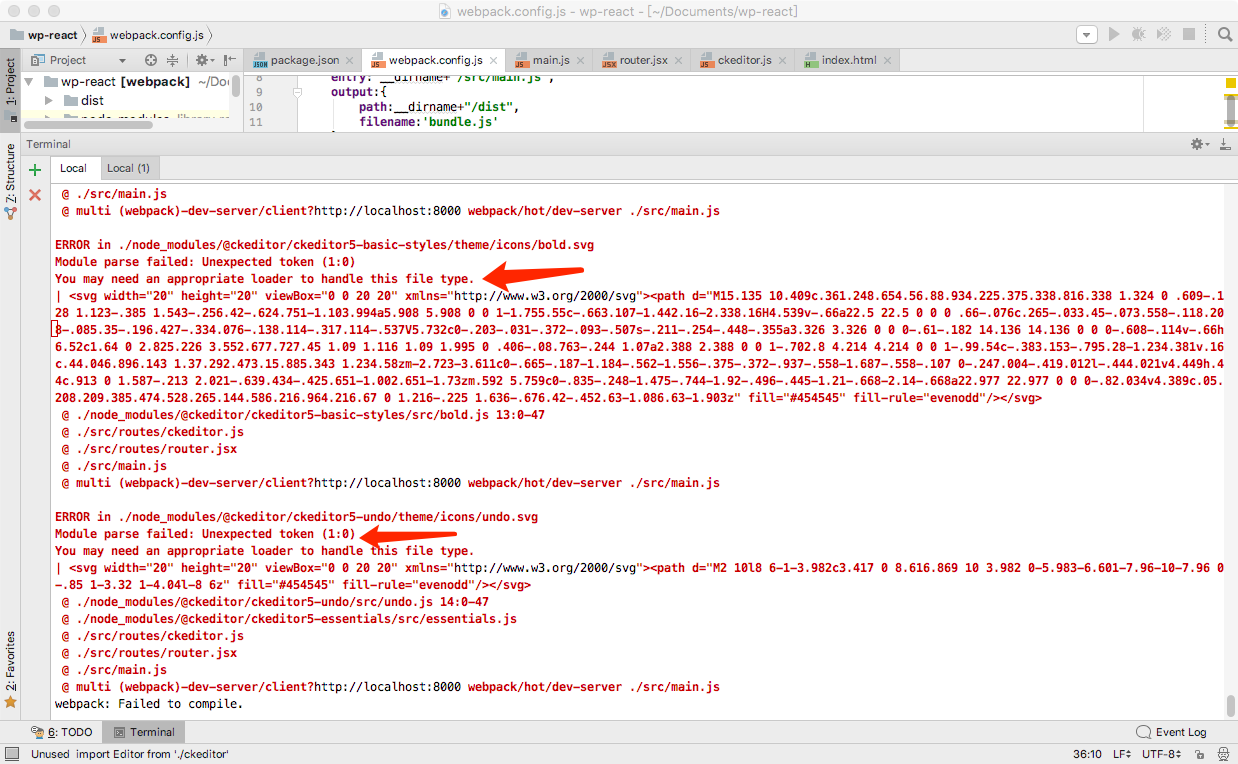 webpack.config.js - wp-react - [~/Documents/wp-react]
wp-react webpack.config.js
1: Project
Project
package.json webpack.config.js main.js router.jsx ckeditor.js index.html
wp-react [webpack] ~/Do
dist
9
10
11
output:{
path:__dirname+"/dist",
filename:'bundle.js'
Terminal
Z: Structure
Local Local (1)
@ ./src/main.js
@ multi (webpack)-dev-server/client?http://localhost:8000 webpack/hot/dev-server ./src/main.js
ERROR in ./node_modules/@ckeditor/ckeditor5-basic-styles/theme/icons/bold.svg
Module parse failed: Unexpected token (1:0)
You may need an appropriate loader to handle this file type.
| <svg width="20" height="20" viewBox="0 0 20 20" xmlns="http://www.w3.org/2000/svg"><path d="M15.135 10.409c.361.248.654.56.88.934.225.375.338.816.338 1.324 0 .609-.1
28 1.123-.385 1.543-.256.42-.624.751-1.103.994a5.908 5.908 0 0 1-1.755.55c-.663.107-1.442.16-2.338.16H4.539v-.66a22.5 22.5 0 0 0 .66-.076c.265-.033.45-.073.558-.118.20
8-.085.35-.196.427-.334.076-.138.114-.317.114-.537V5.732c0-.203-.031-.372-.093-.507s-.211-.254-.448-.355a3.326 3.326 0 0 0-.61-.182 14.136 14.136 0 0 0-.608-.114v-.66h
6.52c1.64 0 2.825.226 3.552.677.727.45 1.09 1.116 1.09 1.995 0 .406-.08.763-.244 1.07a2.388 2.388 0 0 1-.702.8 4.214 4.214 0 0 1-.99.54c-.383.153-.795.28-1.234.381v.16
c.44.046.896.143 1.37.292.473.15.885.343 1.234.58zm-2.723-3.611c0-.665-.187-1.184-.562-1.556-.375-.372-.937-.558-1.687-.558-.107 0-.247.004-.419.012l-.444.021v4.449h.4
4c.913 0 1.587-.213 2.021-.639.434-.425.651-1.002.651-1.73zm.592 5.759c0-.835-.248-1.475-.744-1.92-.496-.445-1.21-.668-2.14-.668a22.977 22.977 0 0 0-.82.034v4.389c.05.
208.209.385.474.528.265.144.586.216.964.216.67 0 1.216-.225 1.636-.676.42-.452.63-1.086.63-1.903z" fill="#454545" fill-rule="evenodd"/></svg>
@ ./node_modules/@ckeditor/ckeditor5-basic-styles/src/bold.js 13:0-47
@ ./src/routes/ckeditor.js
@ ./src/routes/router.jsx
@ ./src/main.js
@ multi (webpack)-dev-server/client?http://localhost:8000 webpack/hot/dev-server ./src/main.js
ERROR in ./node_modules/@ckeditor/ckeditor5-undo/theme/icons/undo.svg
Module parse failed: Unexpected token (1:0)
You may need an appropriate loader to handle this file type.
| <svg width="20" height="20" viewBox="0 0 20 20" xmlns="http://www.w3.org/2000/svg"><path d="M2 10l8 6-1-3.982c3.417 0 8.616.869 10 3.982 0-5.983-6.601-7.96-10-7.96 0
-.85 1-3.32 1-4.04l-8 6z" fill="#454545" fill-rule="evenodd"/></svg>
@ ./node_modules/@ckeditor/ckeditor5-undo/src/undo.js 14:0-47
@ ./node_modules/@ckeditor/ckeditor5-essentials/src/essentials.js
@ ./src/routes/ckeditor.js
@ ./src/routes/router.jsx
@ ./src/main.js
@ multi (webpack)-dev-server/client?http://localhost:8000 webpack/hot/dev-server ./src/main.js
webpack: Failed to compile.
2: Favorites
6: TODO Terminal Event Log
Unused import Editor from './ckeditor' 36:10 LF UTF-8